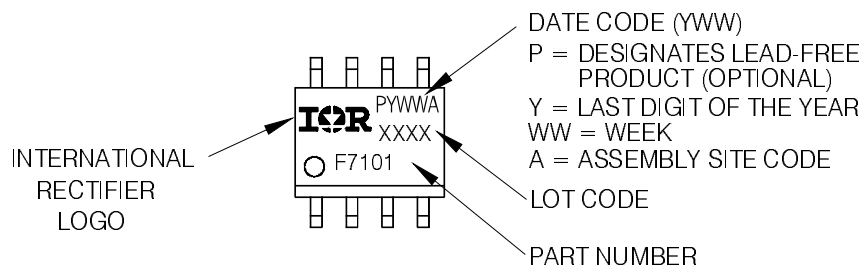 DATE CODE (YWW)
P = DESIGNATES LEAD-FREE
PRODUCT (OPTIONAL)
Y = LAST DIGIT OF THE YEAR
WW = WEEK
A = ASSEMBLY SITE CODE
LOT CODE
PART NUMBER
INTERNATIONAL
RECTIFIER
LOGO
IOR
PYWWA
XXXX
F7101